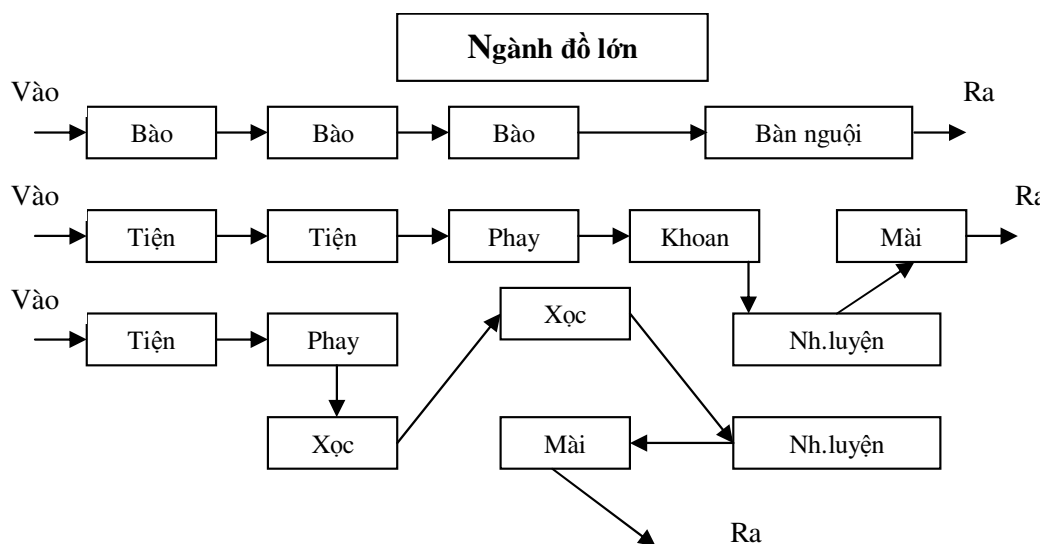 Ngành đồ lớn
Vào
Ra
Bào
Bào
Bào
Bàn nguội
Vào
Ra
Tiện
Tiện
Phay
Khoan
Mài
Vào
Xọc
Tiện
Phay
Nh.luyện
Xọc
Mài
Nh.luyện
Ra